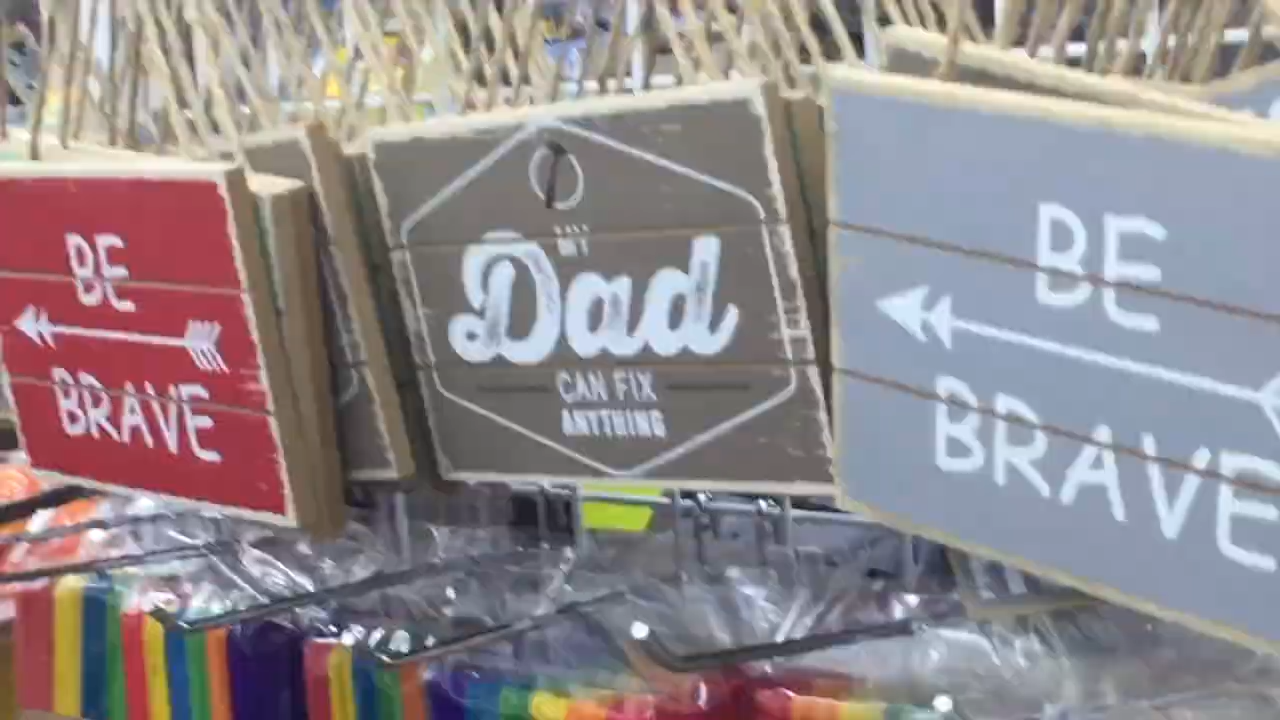 BE
BRAVE
MY
Dad
CAN FIX
ANYTHING
BE
BRAVE